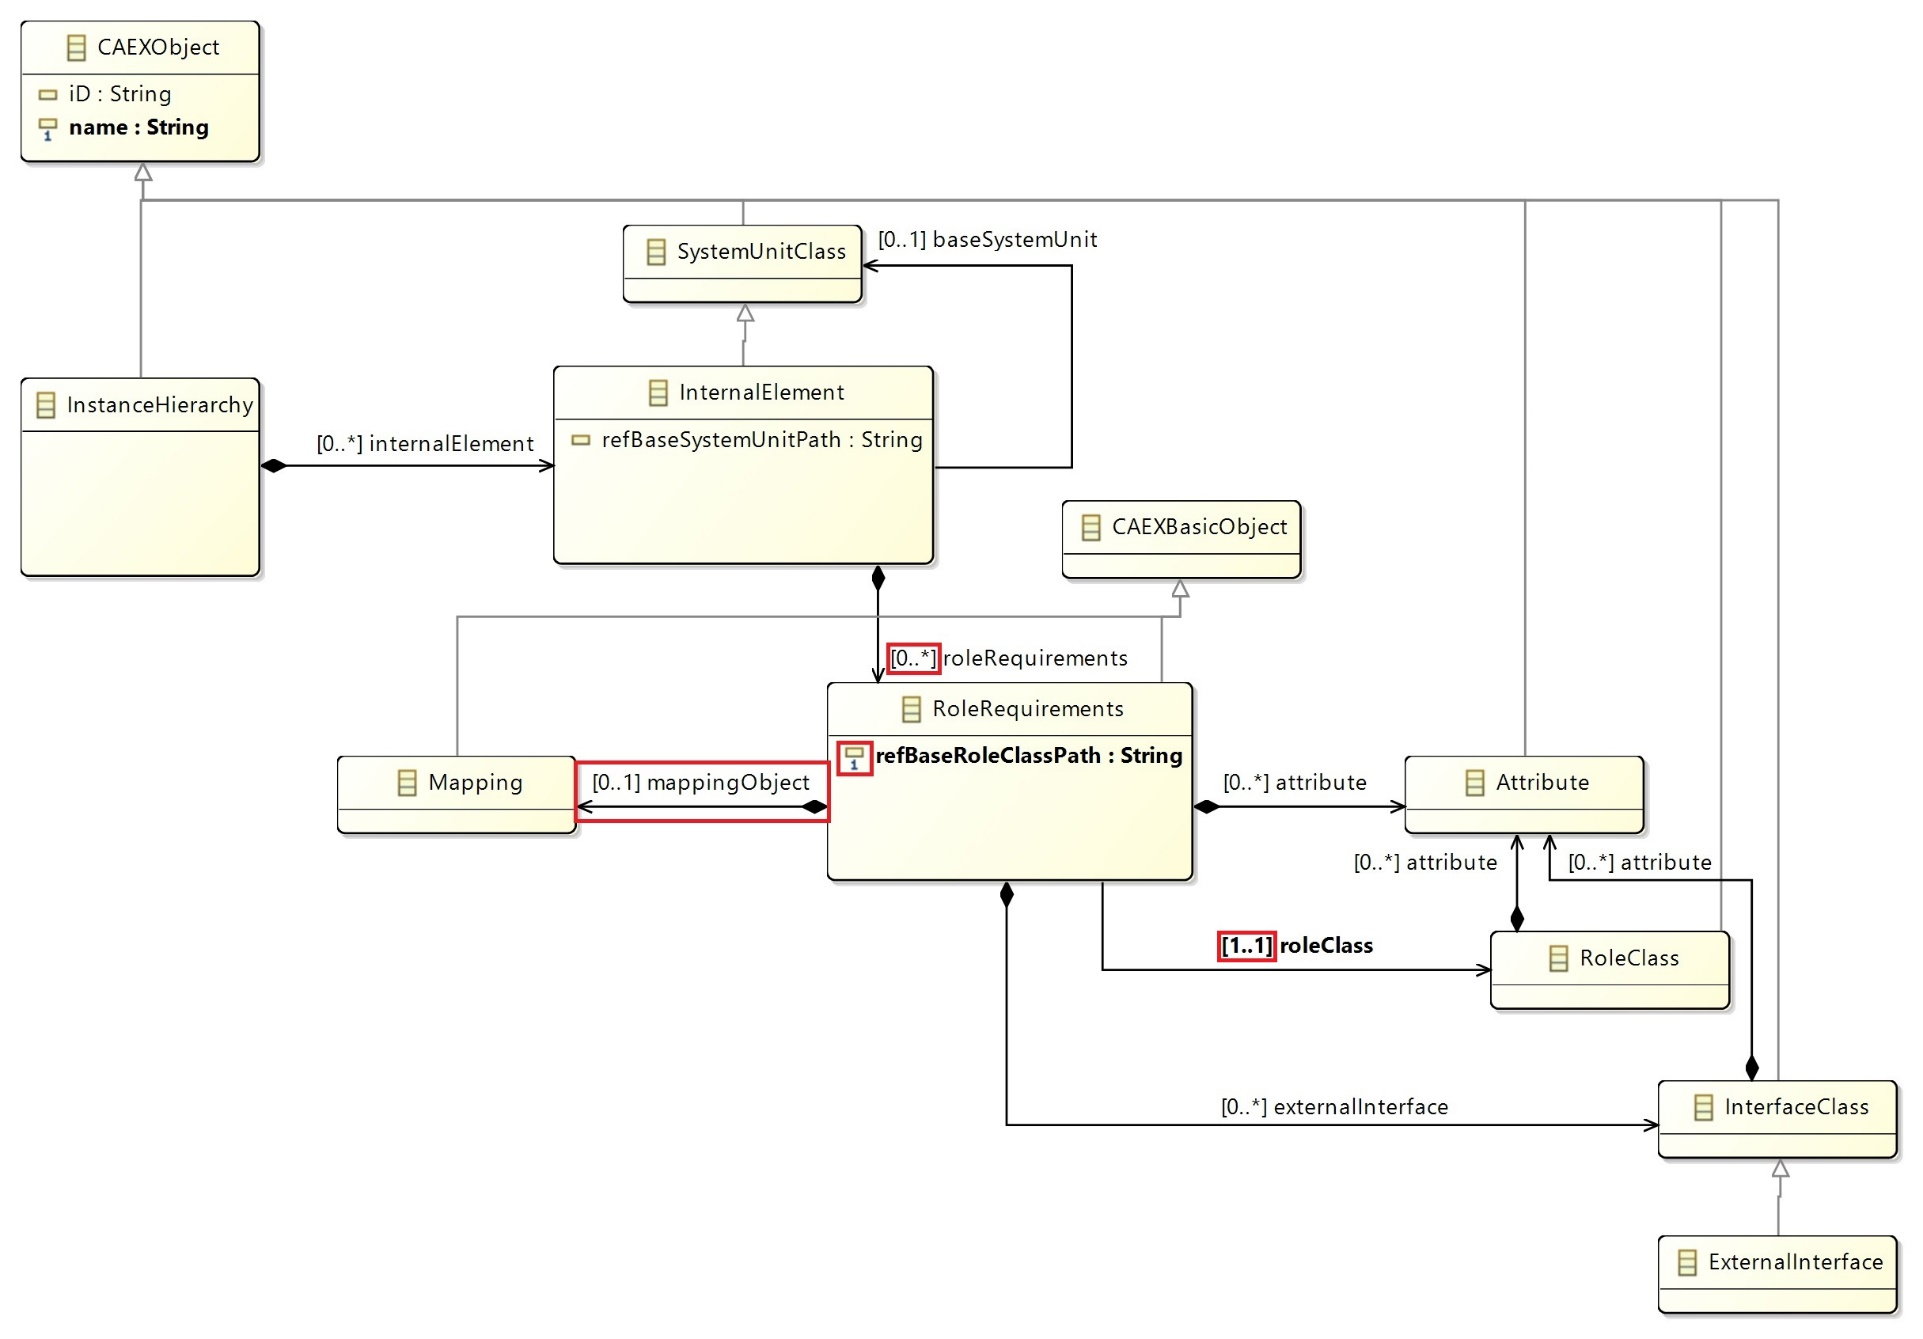 CAEXObject
iD : String
1 name : String
SystemUnitClass
[0..1] baseSystemUnit
InternalElement
refBaseSystemUnitPath : String
InstanceHierarchy
[0..*] internalElement
CAEXBasicObject
[0..*] roleRequirements
RoleRequirements
1 refBaseRoleClassPath : String
Mapping
[0..1] mappingObject
[0..*] attribute
Attribute
[0..*] attribute
[0..*] attribute
[1..1] roleClass
RoleClass
[0..*] externalInterface
InterfaceClass
ExternalInterface